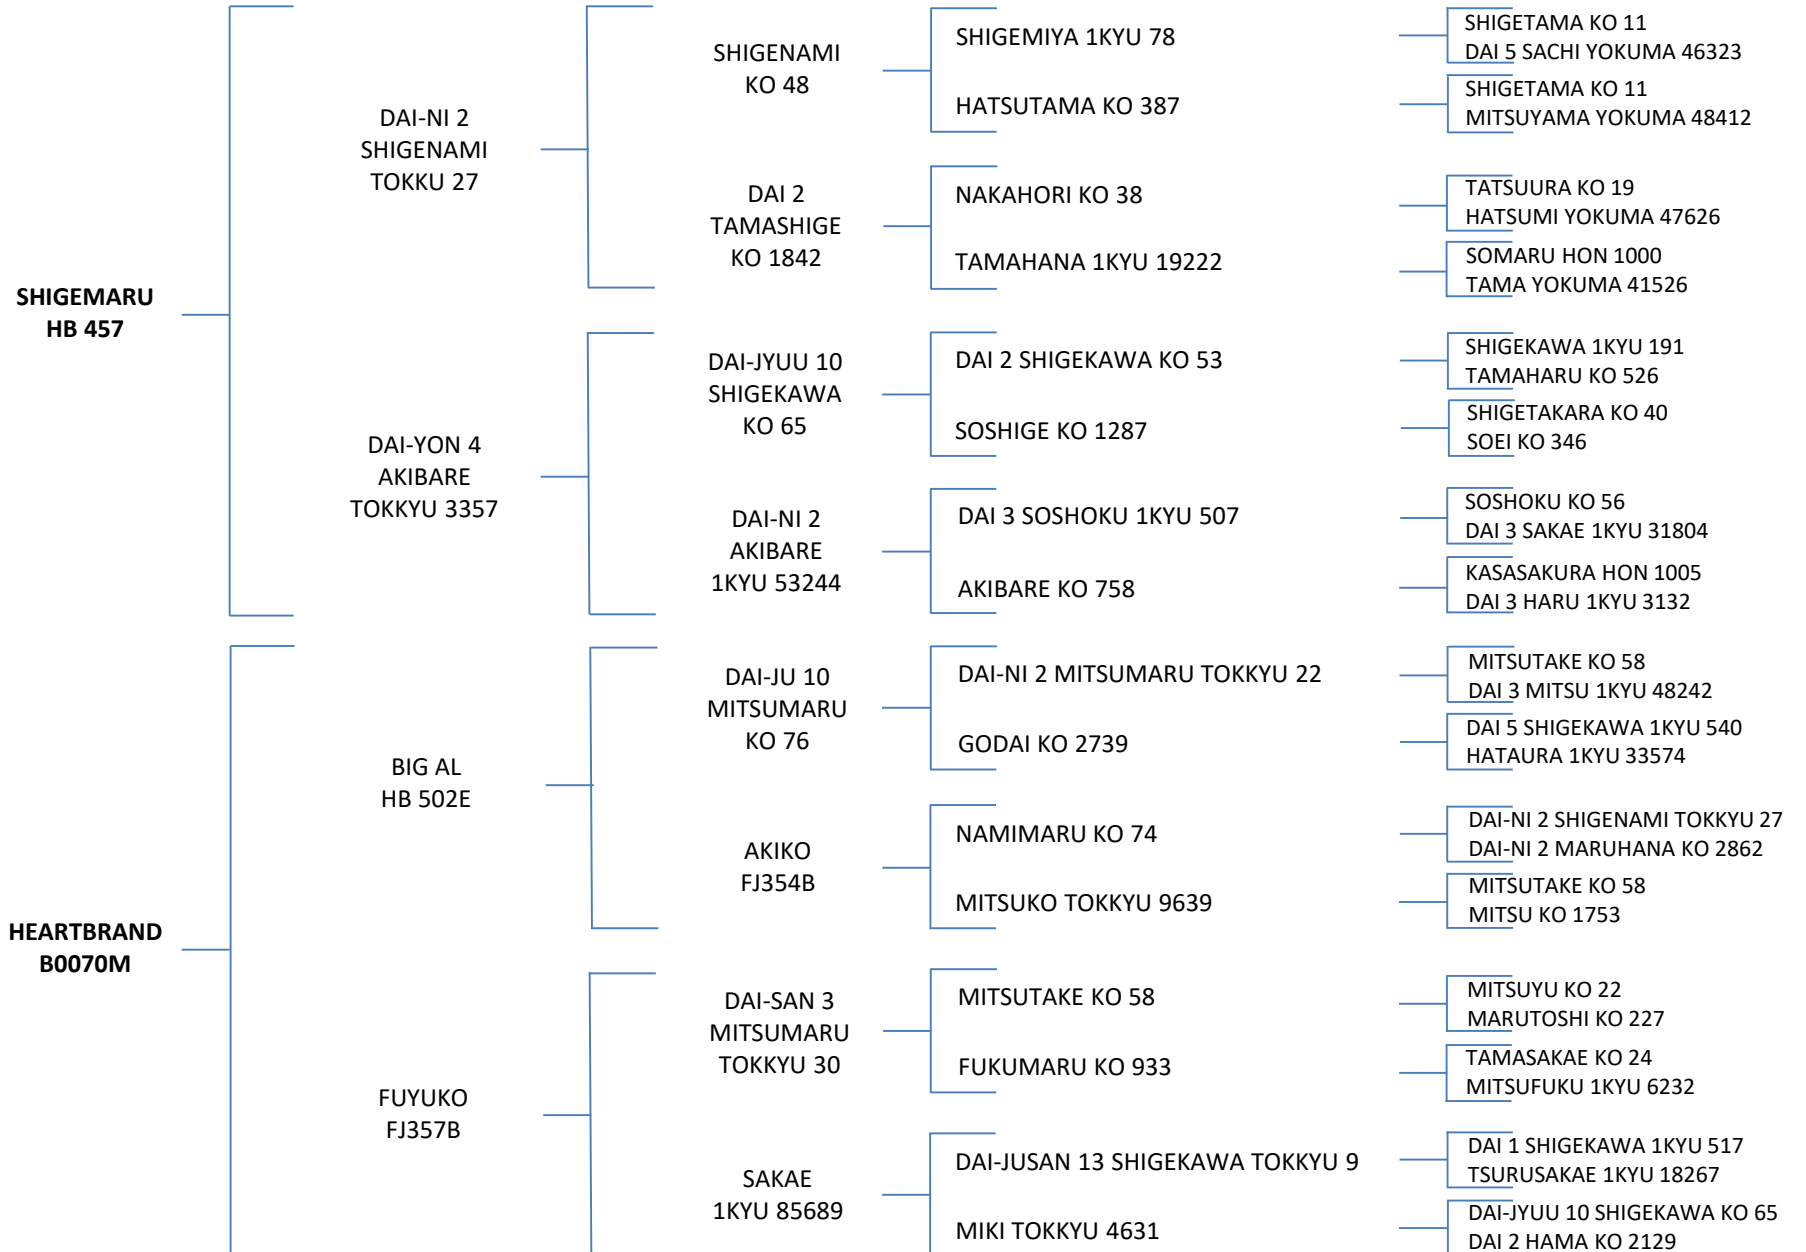 SHIGEMARU
HB 457
DAI-NI 2
SHIGENAMI
TOKKU 27
SHIGENAMI
KO 48
SHIGEMIYA 1KYU 78
SHIGETAMA KO 11
DAI 5 SACHI YOKUMA 46323
HATSUTAMA KO 387
SHIGETAMA KO 11
MITSUYAMA YOKUMA 48412
DAI 2
TAMASHIGE
KO 1842
NAKAHORI KO 38
TATSUURA KO 19
HATSUMI YOKUMA 47626
TAMAHANA 1KYU 19222
SOMARU HON 1000
TAMA YOKUMA 41526
DAI-YON 4
AKIBARE
TOKKYU 3357
DAI-JYUU 10
SHIGEKAWA
KO 65
DAI 2 SHIGEKAWA KO 53
SHIGEKAWA 1KYU 191
TAMAHARU KO 526
SOSHIGE KO 1287
SHIGETAKARA KO 40
SOEI KO 346
DAI-NI 2
AKIBARE
1KYU 53244
DAI 3 SOSHOKU 1KYU 507
SOSHOKU KO 56
DAI 3 SAKAE 1KYU 31804
AKIBARE KO 758
KASASAKURA HON 1005
DAI 3 HARU 1KYU 3132
HEARTBRAND
B0070M
BIG AL
HB 502E
DAI-JU 10
MITSUMARU
KO 76
DAI-NI 2 MITSUMARU TOKKYU 22
MITSUTAKE KO 58
DAI 3 MITSU 1KYU 48242
GODAI KO 2739
DAI 5 SHIGEKAWA 1KYU 540
HATAURA 1KYU 33574
AKIKO
FJ354B
NAMIMARU KO 74
DAI-NI 2 SHIGENAMI TOKKYU 27
DAI-NI 2 MARUHANA KO 2862
MITSUKO TOKKYU 9639
MITSUTAKE KO 58
MITSU KO 1753
FUYUKO
FJ357B
DAI-SAN 3
MITSUMARU
TOKKYU 30
MITSUTAKE KO 58
MITSUYU KO 22
MARUTOSHI KO 227
FUKUMARU KO 933
TAMASAKAE KO 24
MITSUFUKU 1KYU 6232
SAKAE
1KYU 85689
DAI-JUSAN 13 SHIGEKAWA TOKKYU 9
DAI 1 SHIGEKAWA 1KYU 517
TSURUSAKAE 1KYU 18267
MIKI TOKKYU 4631
DAI-JYUU 10 SHIGEKAWA KO 65
DAI 2 HAMA KO 2129